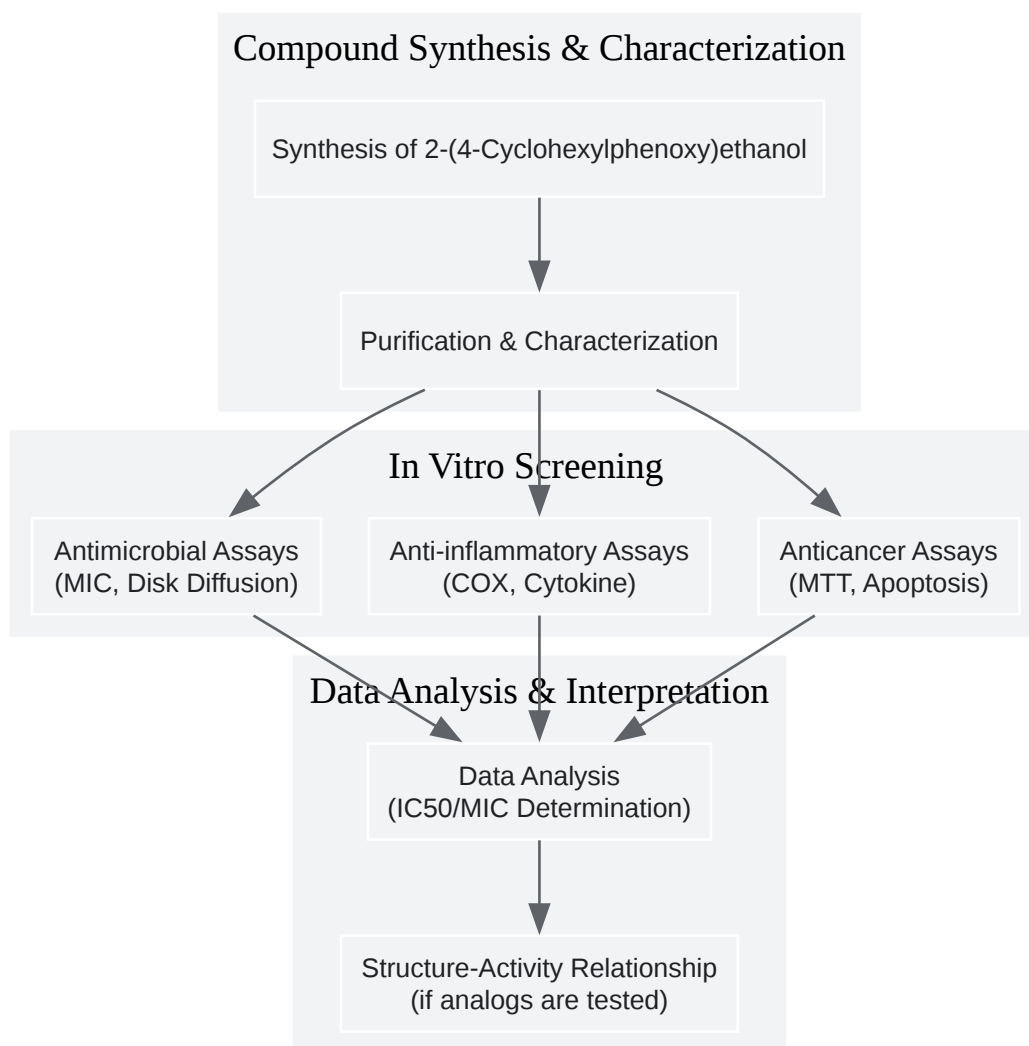 Compound Synthesis & Characterization
Synthesis of 2-(4-Cyclohexylphenoxy)ethanol
Purification & Characterization
In Vitro Screening
Antimicrobial Assays
(MIC, Disk Diffusion)
Anti-inflammatory Assays
(COX, Cytokine)
Anticancer Assays
(MTT, Apoptosis)
Data Analysis & Interpretation
Data Analysis
(IC50/MIC Determination)
Structure-Activity Relationship
(if analogs are tested)